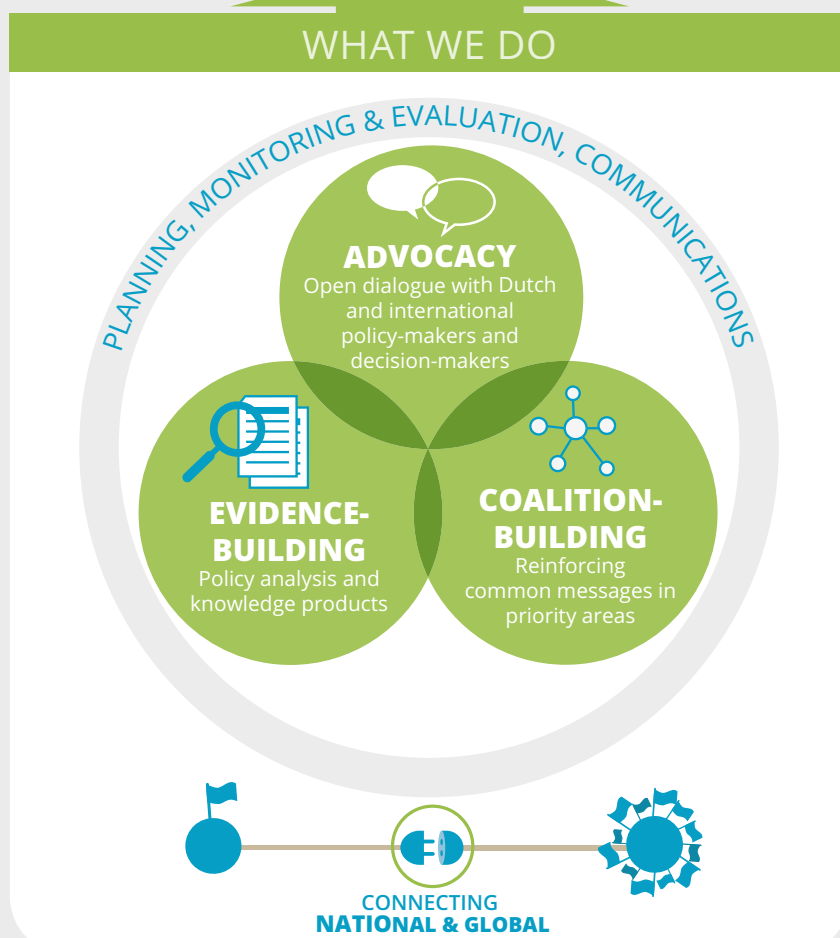 WHAT WE DO
PLANNING, MONITORING & EVALUATION, COMMUNICATIONS
ADVOCACY
Open dialogue with Dutch
and international
policy-makers and
decision-makers
EVIDENCE-
BUILDING
Policy analysis and
knowledge products
COALITION-
BUILDING
Reinforcing
common messages in
priority areas
CONNECTING
NATIONAL & GLOBAL